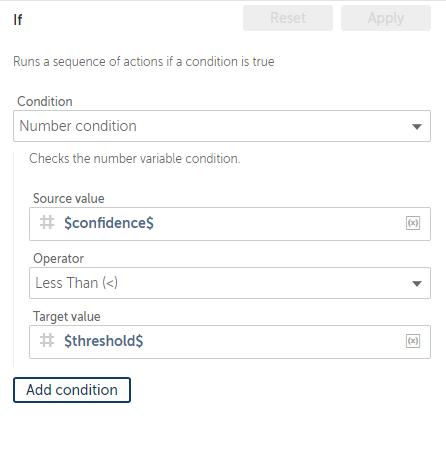 If
Reset
Apply
Runs a sequence of actions if a condition is true
Condition
Number condition
Checks the number variable condition.
Source value
# $confidence$ (x)
Operator
Less Than (<)
Target value
# $threshold$ (x)
Add condition